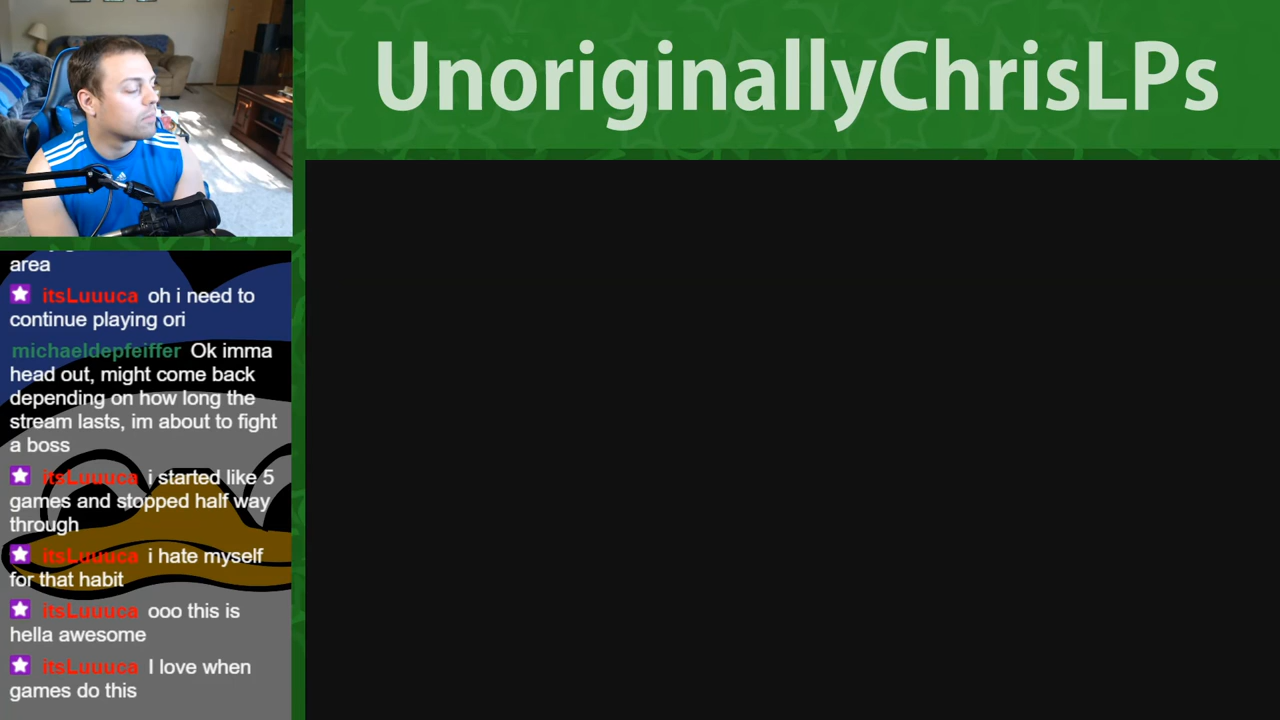 UnoriginallyChrisLPs
area
itsLuuuca oh i need to
continue playing ori
michaeldepfeiffer Ok imma
head out, might come back
depending on how long the
stream lasts, im about to fight
a boss
itsLuuuca i started like 5
games and stopped half way
through
itsLuuuca i hate myself
for that habit
itsLuuuca ooo this is
hella awesome
itsLuuuca I love when
games do this